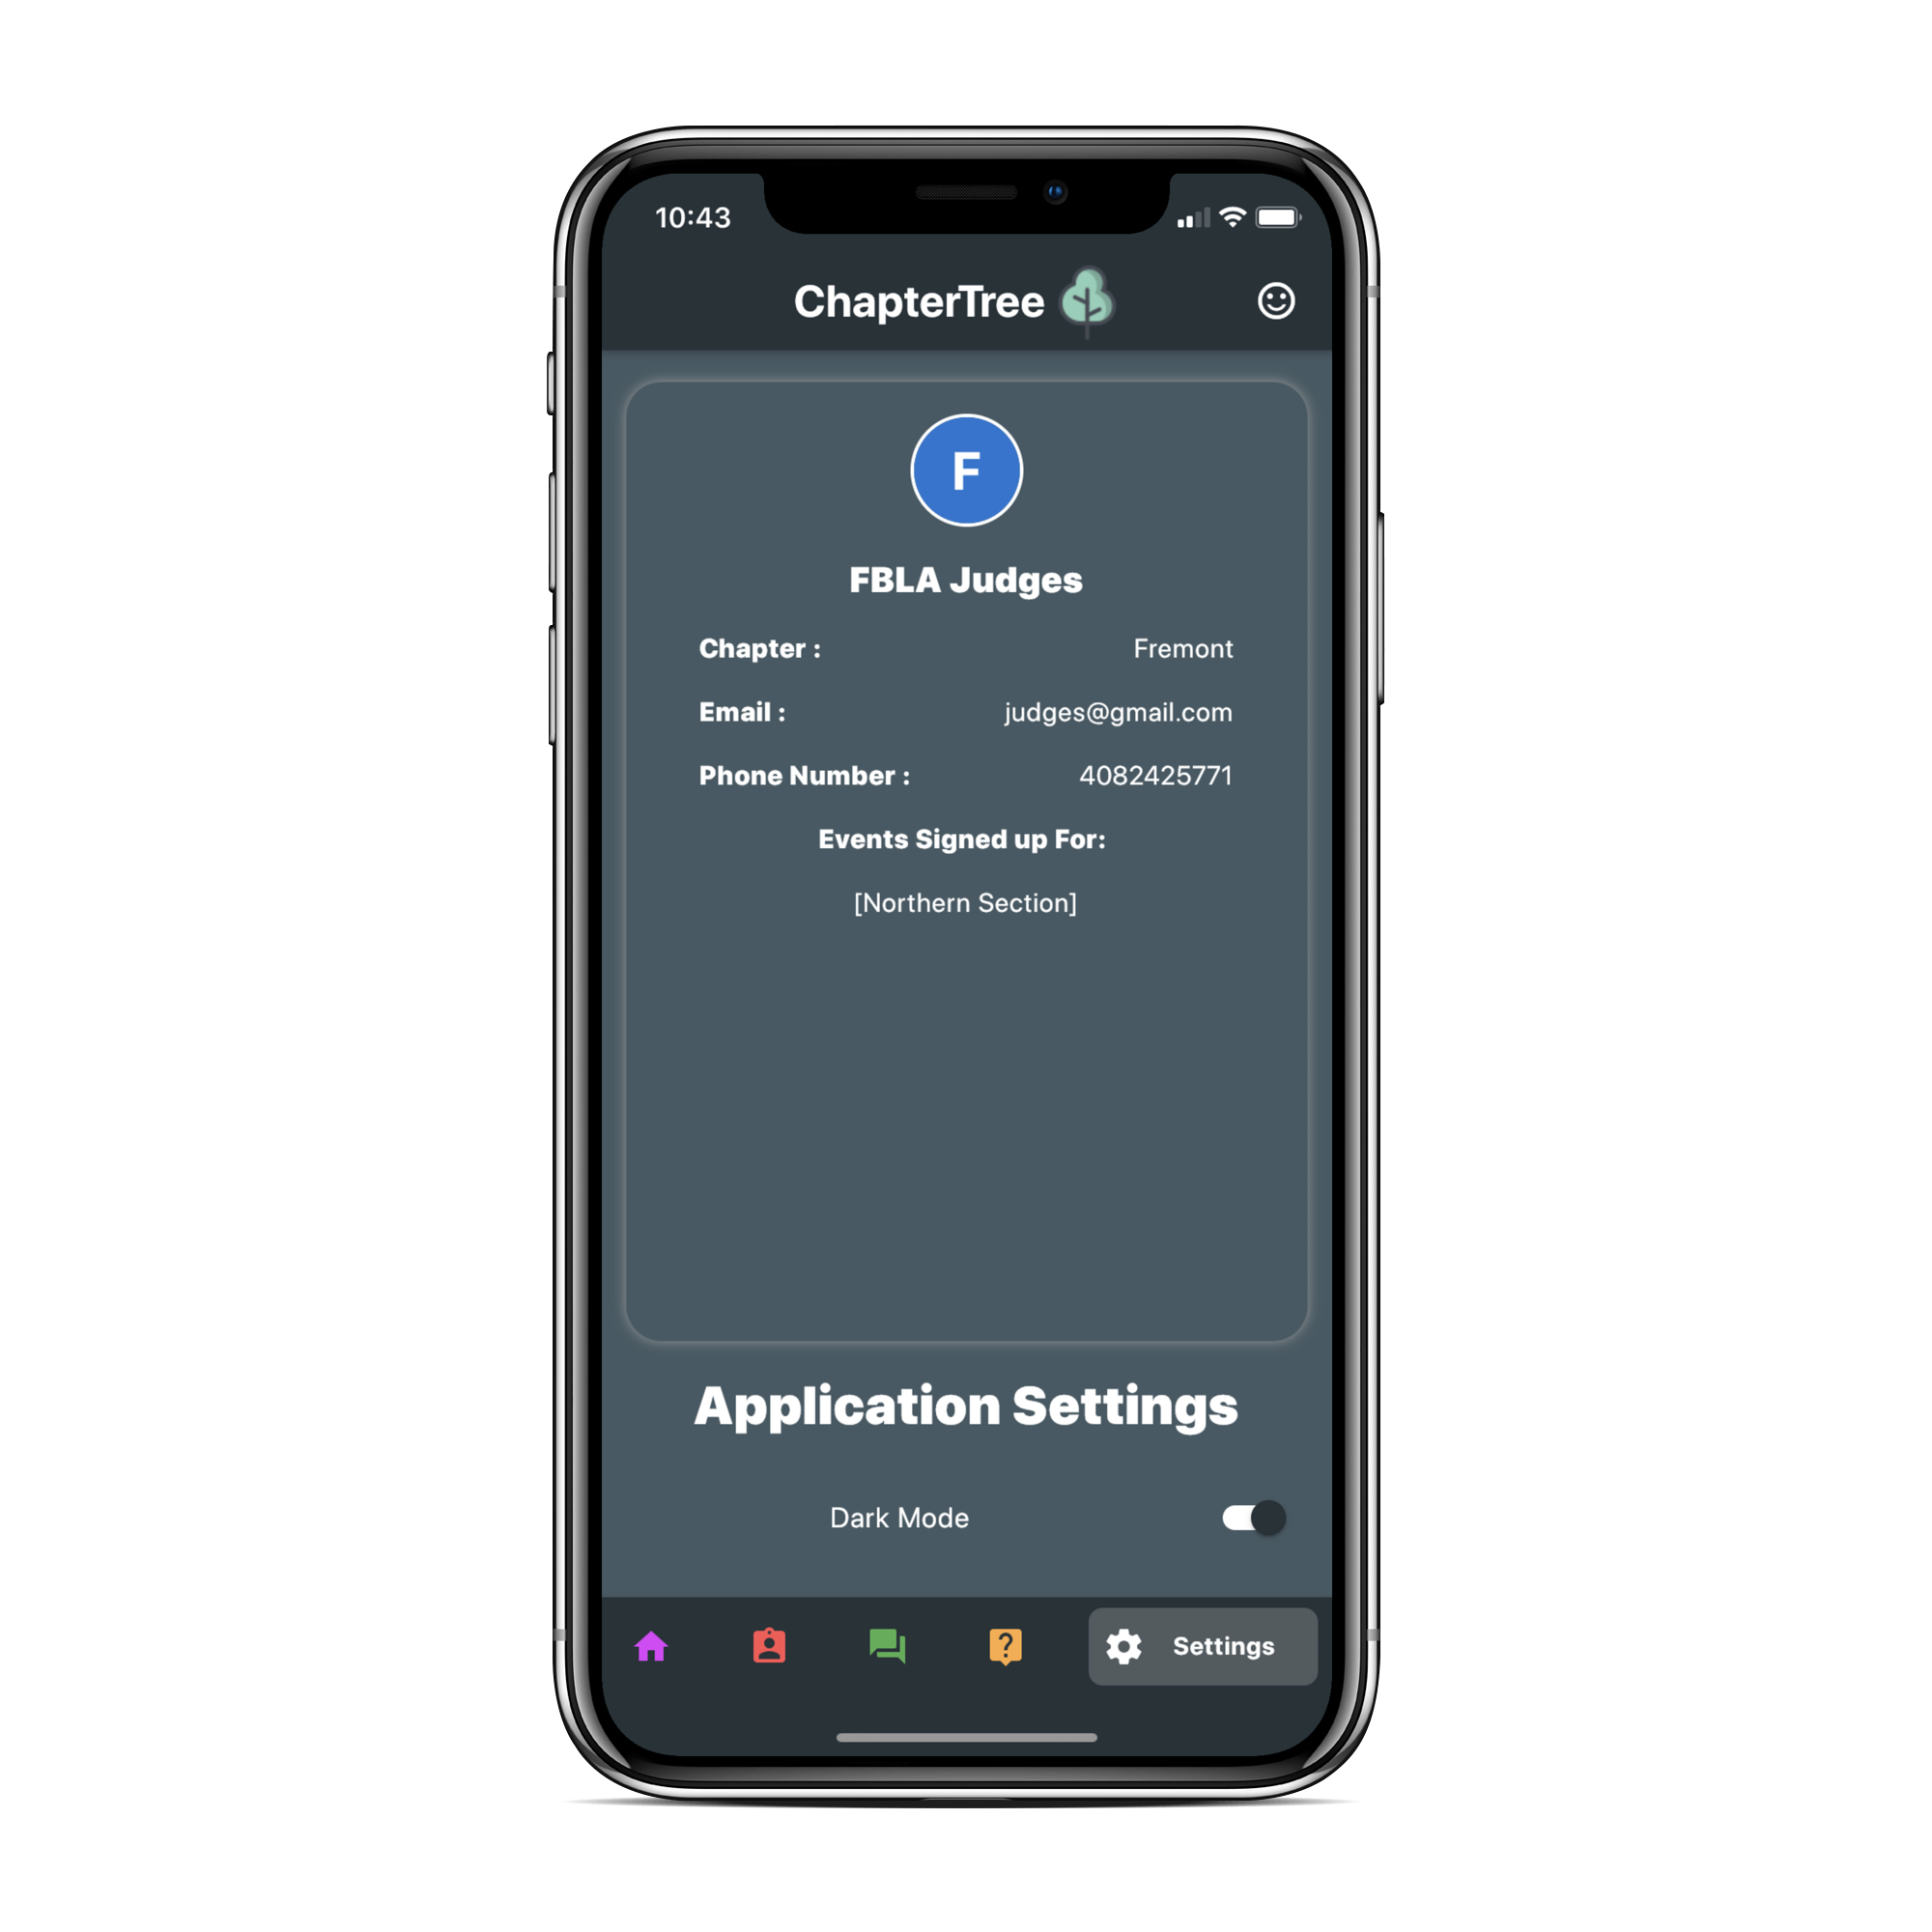 10:43
ChapterTree
F
FBLA Judges
Chapter : Fremont
Email : judges@gmail.com
Phone Number : 4082425771
Events Signed up For:
[Northern Section]
Application Settings
Dark Mode
?
Settings